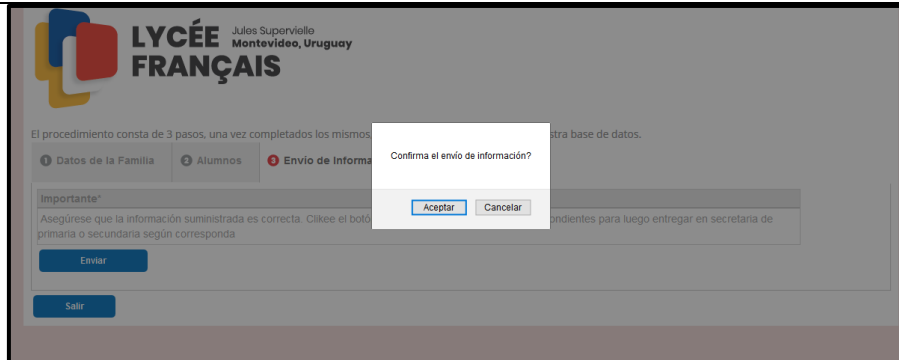 LYCÉE
FRANÇAIS
Jules Supervielle
Montevideo, Uruguay
El procedimiento consta de 3 pasos, una vez completados los mismos, stra base de datos.
1 Datos de la Familia
2 Alumnos
3 Envio de Informa
Importante*
Asegúrese que la información suministrada es correcta. Clikee el botó ondientes para luego entregar en secretaria de
primaria o secundaria según corresponda
Enviar
Salir
Confirma el envío de información?
Aceptar
Cancelar